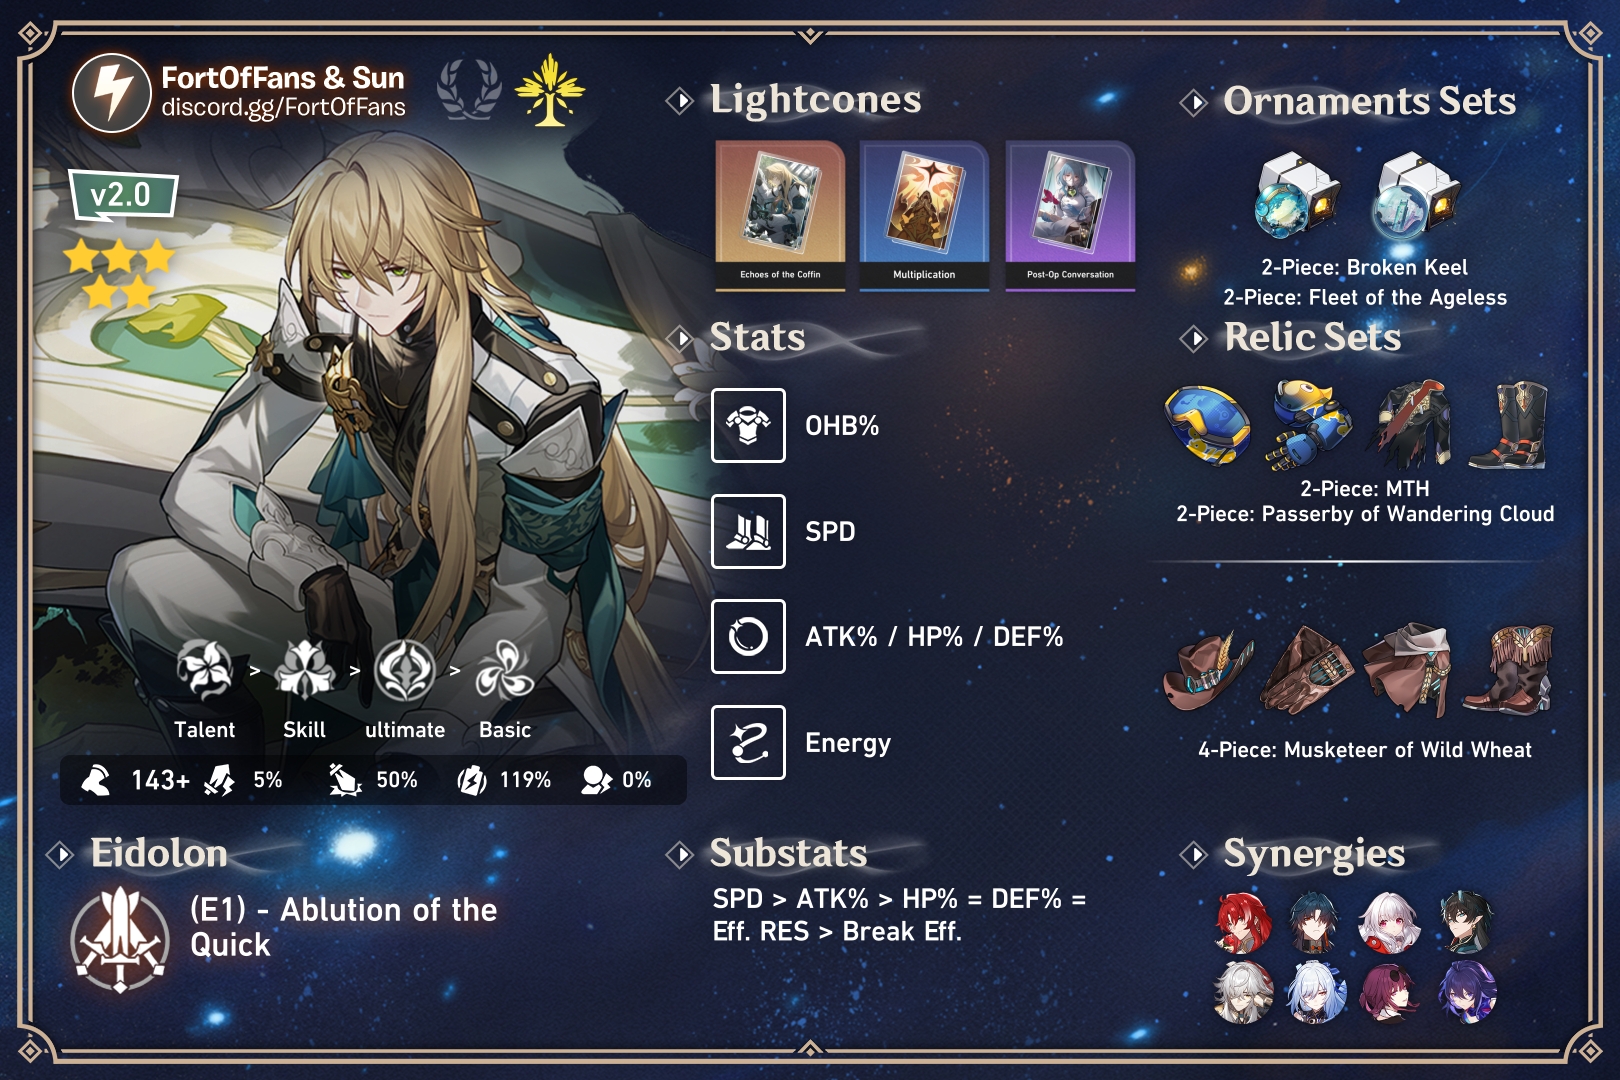 FortOfFans & Sun
discord.gg/FortOfFans
v2.0
Talent > Skill > ultimate > Basic
143+ 5% 50% 119% 0%
Eidolon
(E1) - Ablution of the
Quick
Lightcones
Echoes of the Coffin
Multiplication
Post-Op Conversation
Stats
OHB%
SPD
ATK% / HP% / DEF%
Energy
Substats
SPD > ATK% > HP% = DEF% =
Eff. RES > Break Eff.
Ornaments Sets
2-Piece: Broken Keel
2-Piece: Fleet of the Ageless
Relic Sets
2-Piece: MTH
2-Piece: Passerby of Wandering Cloud
4-Piece: Musketeer of Wild Wheat
Synergies